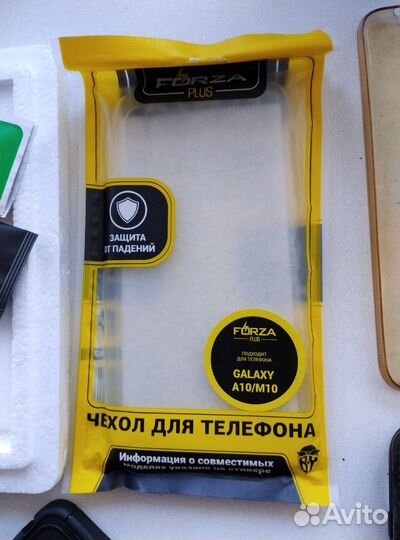 FORZA
PLUS
ЗАЩИТА
ОТ ПАДЕНИЙ
FORZA
PLUS
ПОДХОДИТ
ДЛЯ ТЕЛЕФОНА
GALAXY
A10/M10
ЧЕХОЛ ДЛЯ ТЕЛЕФОНА
Информация о совместимых
моделях указана на стикере
Avito